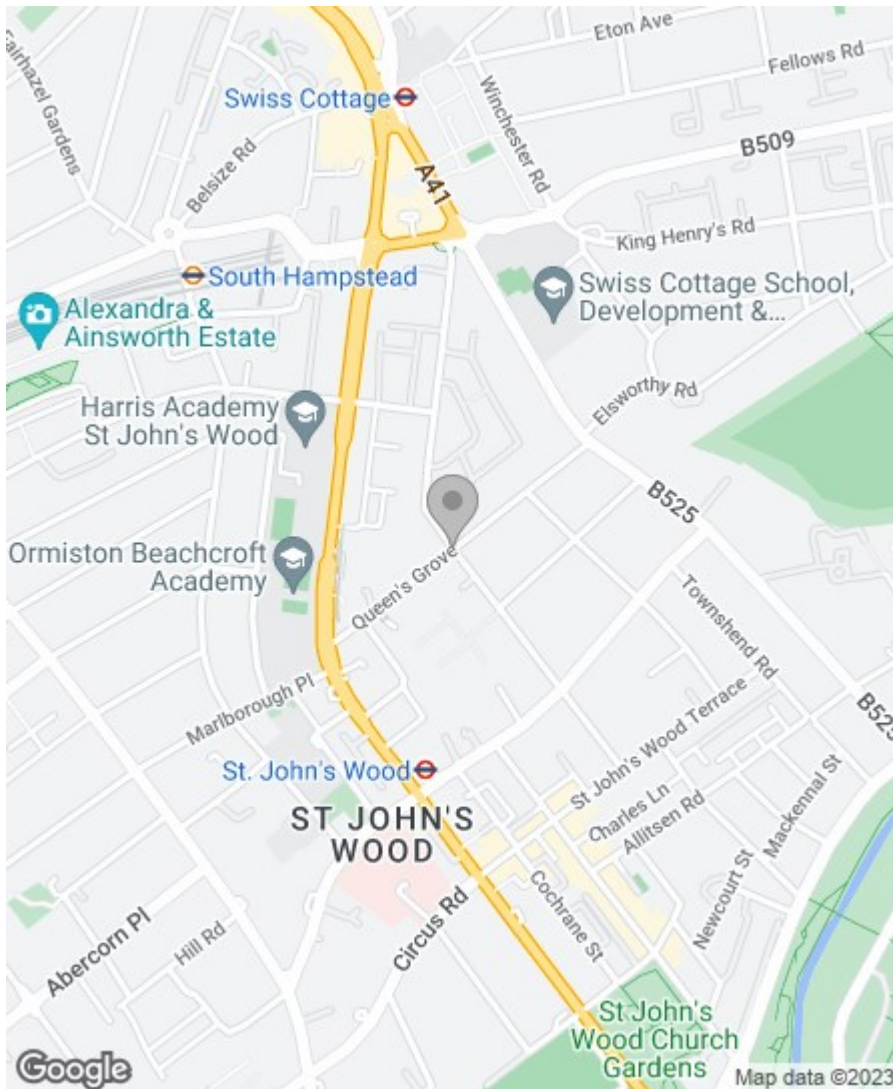 Eton Ave
Fellows Rd
Fairhazel Gardens
Swiss Cottage
Winchester Rd
Belsize Rd
B509
A41
King Henry's Rd
South Hampstead
Swiss Cottage School,
Development &...
Alexandra &
Ainsworth Estate
Elsworthy Rd
Harris Academy
St John's Wood
B525
Ormiston Beachcroft
Academy
Queen's Grove
Townshend Rd
Marlborough Pl
St John's Wood Terrace
B525
St. John's Wood
Charles Ln
Mackennal St
ST JOHN'S
WOOD
Allitsen Rd
Newcourt St
Cochrane St
Circus Rd
Abercorn Pl
Hill Rd
St John's
Wood Church
Gardens
Google
Map data ©2023